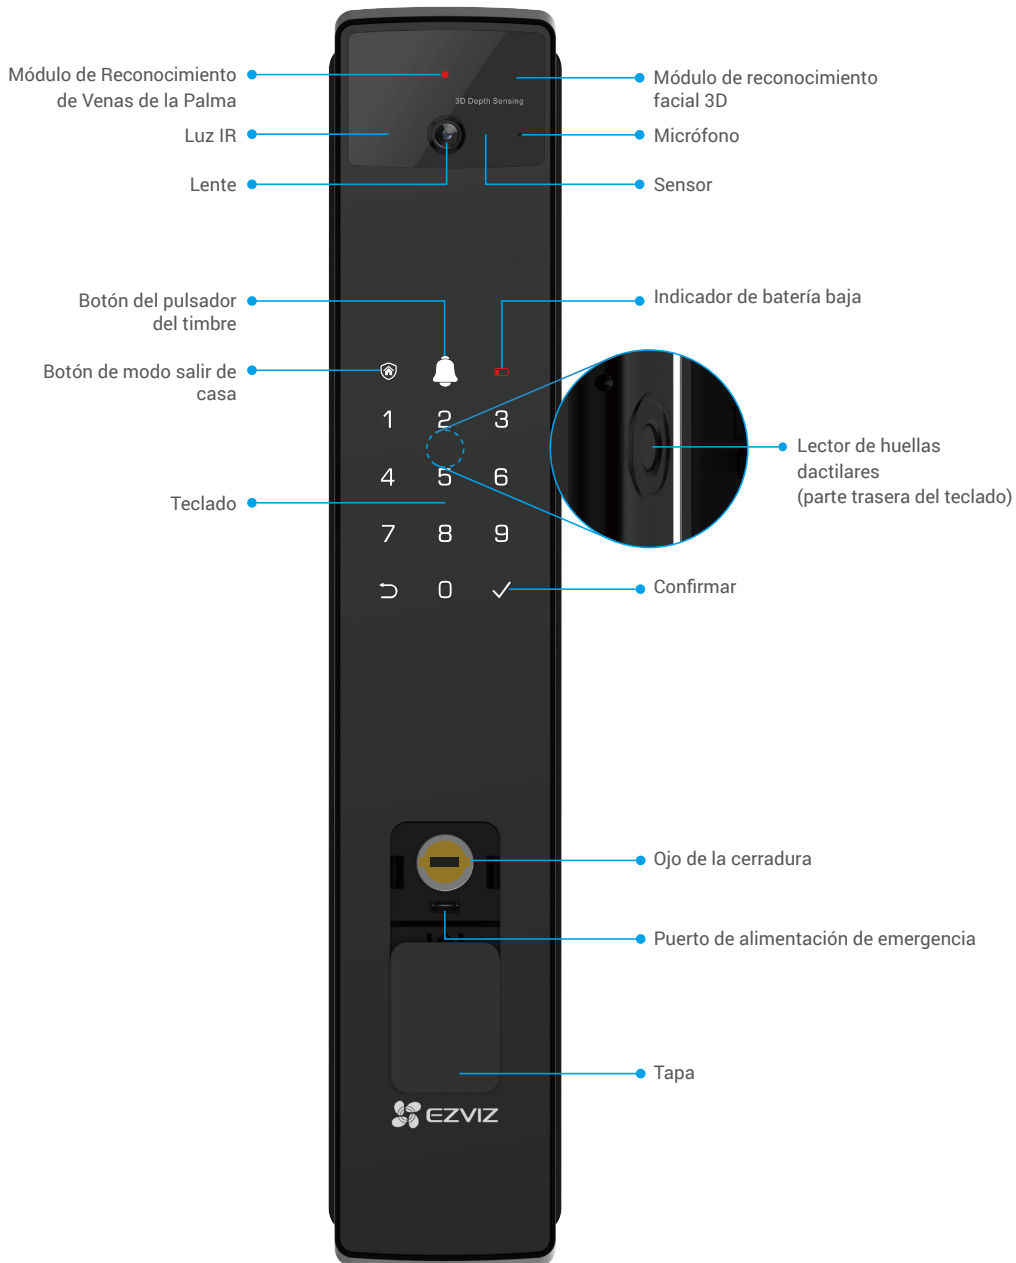 Módulo de Reconocimiento
de Venas de la Palma
Módulo de reconocimiento
facial 3D
3D Depth Sensing
Luz IR
Micrófono
Lente
Sensor
Botón del pulsador
del timbre
Indicador de batería baja
Botón de modo salir de
casa
1 2 3
4 5 6
Lector de huellas
dactilares
(parte trasera del teclado)
Teclado
7 8 9
0
Confirmar
Ojo de la cerradura
Puerto de alimentación de emergencia
Tapa
EZVIZ